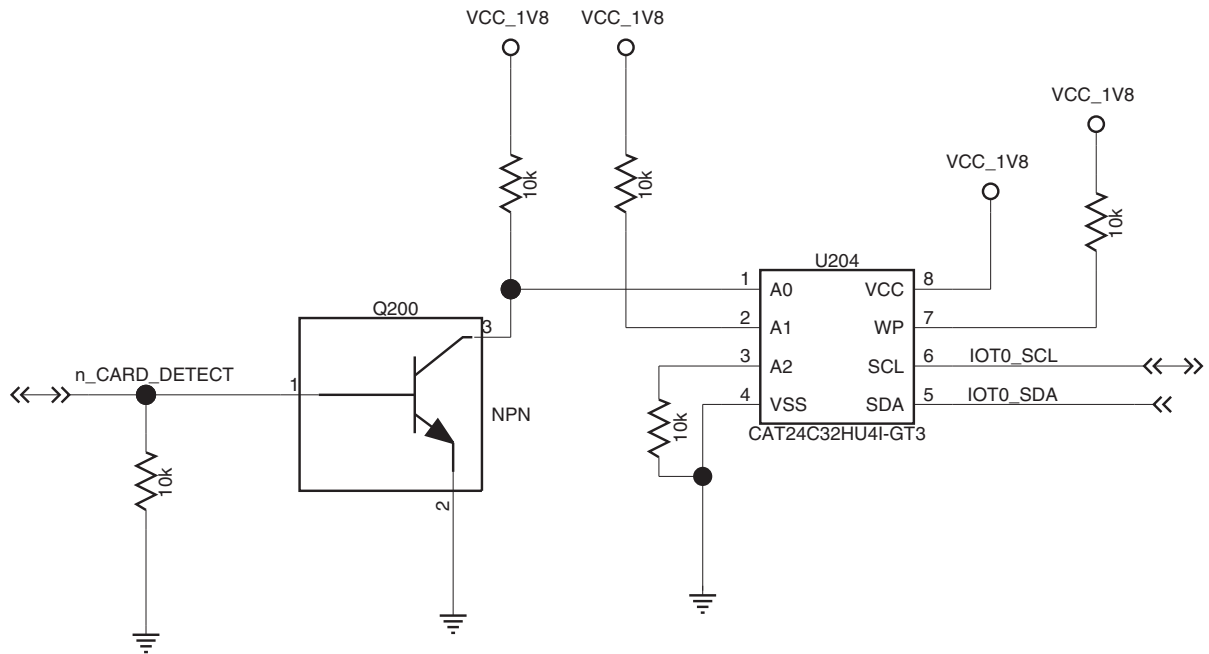 VCC_1V8
VCC_1V8
VCC_1V8
VCC_1V8
10k
10k
10k
U204
1
A0
VCC
8
2
A1
WP
7
3
A2
SCL
6
IOT0_SCL
4
VSS
SDA
5
IOT0_SDA
CAT24C32HU4I-GT3
10k
Q200
3
n_CARD_DETECT
1
NPN
2
10k